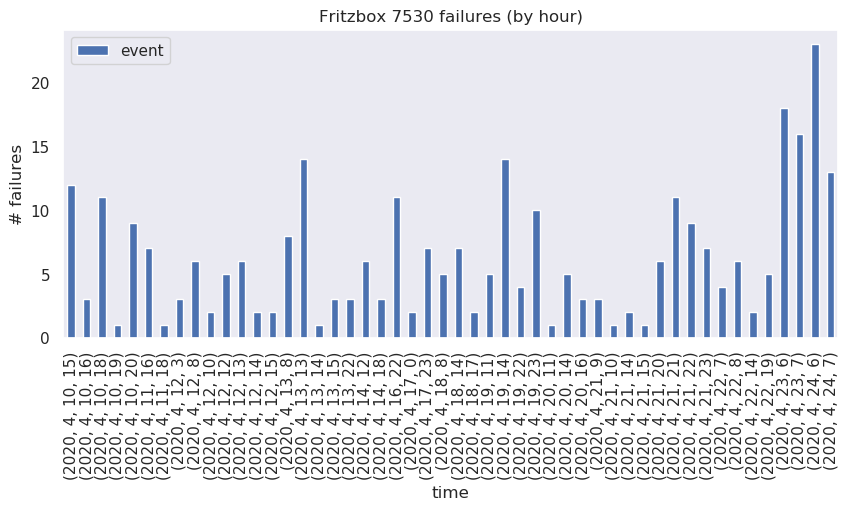 Fritzbox 7530 failures (by hour)
event
# failures
20
15
10
5
0
(2020, 4, 10, 15)
(2020, 4, 10, 16)
(2020, 4, 10, 18)
(2020, 4, 10, 19)
(2020, 4, 10, 20)
(2020, 4, 11, 16)
(2020, 4, 11, 18)
(2020, 4, 12, 3)
(2020, 4, 12, 8)
(2020, 4, 12, 10)
(2020, 4, 12, 12)
(2020, 4, 12, 13)
(2020, 4, 12, 14)
(2020, 4, 12, 15)
(2020, 4, 13, 8)
(2020, 4, 13, 13)
(2020, 4, 13, 14)
(2020, 4, 13, 15)
(2020, 4, 13, 22)
(2020, 4, 14, 12)
(2020, 4, 14, 18)
(2020, 4, 16, 22)
(2020, 4, 17, 0)
(2020, 4, 17, 23)
(2020, 4, 18, 8)
(2020, 4, 18, 14)
(2020, 4, 18, 17)
(2020, 4, 19, 11)
(2020, 4, 19, 14)
(2020, 4, 19, 22)
(2020, 4, 19, 23)
(2020, 4, 20, 11)
(2020, 4, 20, 14)
(2020, 4, 20, 16)
(2020, 4, 21, 9)
(2020, 4, 21, 10)
(2020, 4, 21, 14)
(2020, 4, 21, 15)
(2020, 4, 21, 20)
(2020, 4, 21, 21)
(2020, 4, 21, 22)
(2020, 4, 21, 23)
(2020, 4, 22, 7)
(2020, 4, 22, 8)
(2020, 4, 22, 14)
(2020, 4, 22, 19)
(2020, 4, 23, 6)
(2020, 4, 23, 7)
(2020, 4, 24, 6)
(2020, 4, 24, 7)
time